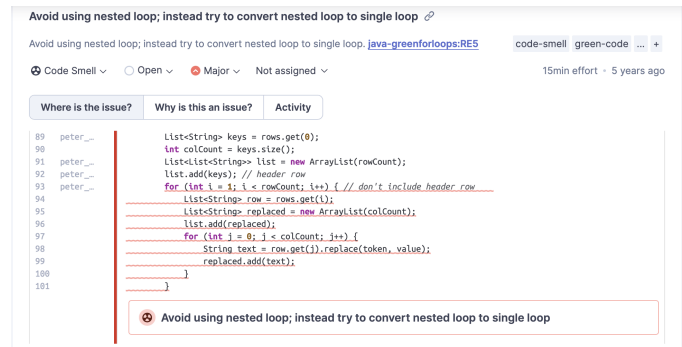 Avoid using nested loop; instead try to convert nested loop to single loop
Avoid using nested loop; instead try to convert nested loop to single loop. java-greenforloops:RE5 code-smell green-code ... +
Code Smell Open Major Not assigned 15min effort • 5 years ago
Where is the issue? Why is this an issue? Activity
89 peter_… List<String> keys = rows.get(0);
90 int colCount = keys.size();
91 peter_… List<List<String>> list = new ArrayList(rowCount);
92 peter_… list.add(keys); // header row
93 peter_… for (int i = 1; i < rowCount; i++) { // don't include header row
94 List<String> row = rows.get(i);
95 List<String> replaced = new ArrayList(colCount);
96 list.add(replaced);
97 for (int j = 0; j < colCount; j++) {
98 String text = row.get(j).replace(token, value);
99 replaced.add(text);
100 }
101 }
Avoid using nested loop; instead try to convert nested loop to single loop